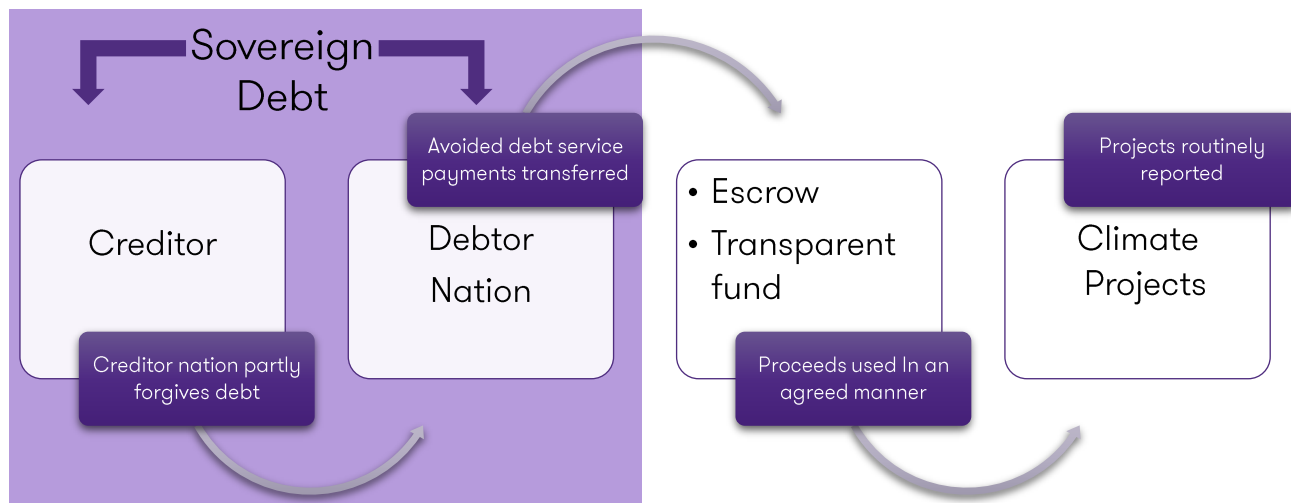 Sovereign
Debt
Creditor
Creditor nation partly
forgives debt
Avoided debt service
payments transferred
Debtor
Nation
• Escrow
• Transparent
fund
Proceeds used In an
agreed manner
Projects routinely
reported
Climate
Projects